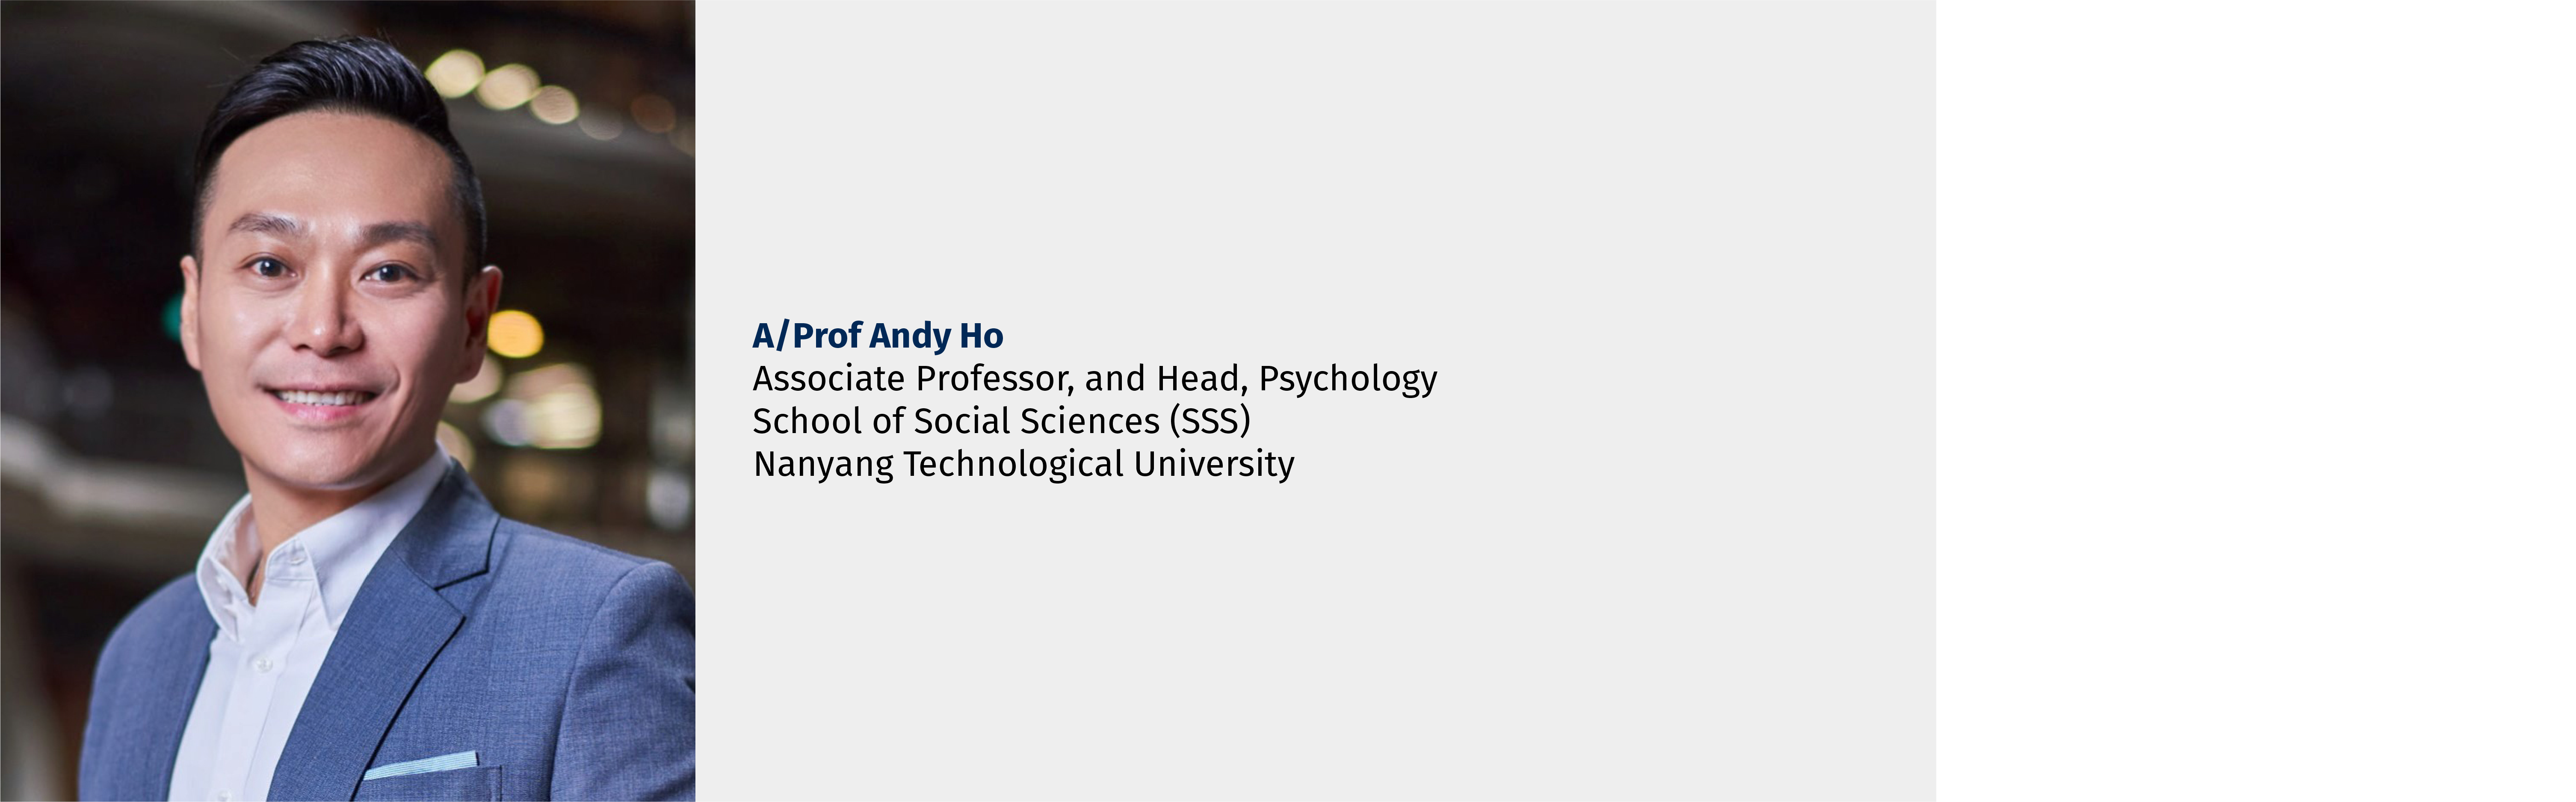 A/Prof Andy Ho
Associate Professor, and Head, Psychology
School of Social Sciences (SSS)
Nanyang Technological University